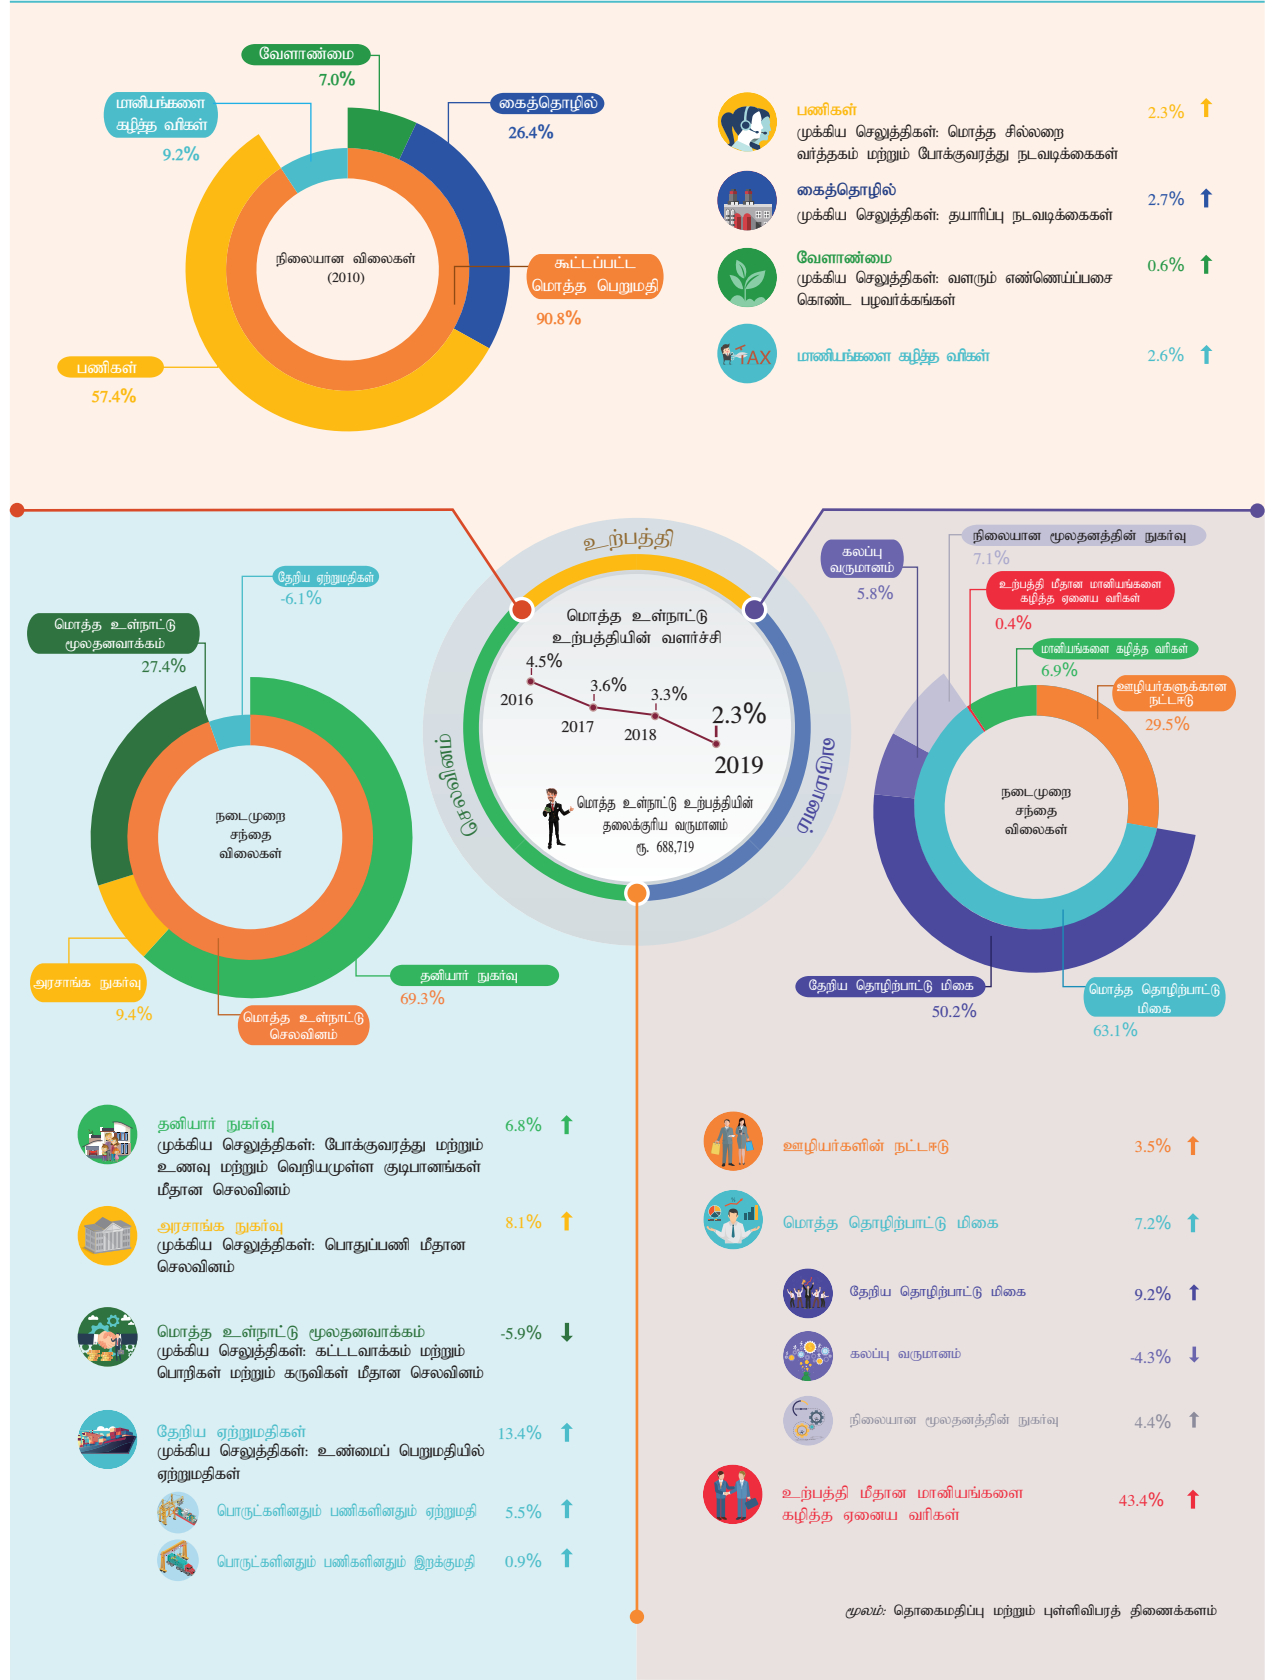 வேளாண்மை
7.0%
மானியங்களை
கழித்த வரிகள்
9.2%
கைத்தொழில்
26.4%
நிலையான விலைகள்
(2010)
கூட்டப்பட்ட
மொத்த பெறுமதி
90.8%
பணிகள்
57.4%
பணிகள்
2.3%
முக்கிய செலுத்திகள்: மொத்த சில்லறை
வர்த்தகம் மற்றும் போக்குவரத்து நடவடிக்கைகள்
கைத்தொழில்
2.7%
முக்கிய செலுத்திகள்: தயாரிப்பு நடவடிக்கைகள்
வேளாண்மை
0.6%
முக்கிய செலுத்திகள்: வளரும் எண்ணெய்ப்பசை
கொண்ட பழவர்க்கங்கள்
TAX
மாணியங்களை கழித்த வரிகள்
2.6%
உற்பத்தி
செலவினம்
வருமானம்
மொத்த உள்நாட்டு
உற்பத்தியின் வளர்ச்சி
4.5%
2016
3.6%
2017
3.3%
2018
2.3%
2019
மொத்த உள்நாட்டு உற்பத்தியின்
தலைக்குரிய வருமானம்
ரூ. 688,719
தேறிய ஏற்றுமதிகள்
-6.1%
மொத்த உள்நாட்டு
மூலதனவாக்கம்
27.4%
நடைமுறை
சந்தை
விலைகள்
அரசாங்க நுகர்வு
9.4%
தனியார் நுகர்வு
69.3%
மொத்த உள்நாட்டு
செலவினம்
நிலையான மூலதனத்தின் நுகர்வு
7.1%
கலப்பு
வருமானம்
5.8%
உற்பத்தி மீதான மானியங்களை
கழித்த ஏனைய வரிகள்
0.4%
மானியங்களை கழித்த வரிகள்
6.9%
ஊழியர்களுக்கான
நட்டஈடு
29.5%
நடைமுறை
சந்தை
விலைகள்
தேறிய தொழிற்பாட்டு மிகை
50.2%
மொத்த தொழிற்பாட்டு
மிகை
63.1%
தனியார் நுகர்வு
6.8%
முக்கிய செலுத்திகள்: போக்குவரத்து மற்றும்
உணவு மற்றும் வெறியமுள்ள குடிபானங்கள்
மீதான செலவினம்
அரசாங்க நுகர்வு
8.1%
முக்கிய செலுத்திகள்: பொதுப்பணி மீதான
செலவினம்
மொத்த உள்நாட்டு மூலதனவாக்கம்
-5.9%
முக்கிய செலுத்திகள்: கட்டடவாக்கம் மற்றும்
பொறிகள் மற்றும் கருவிகள் மீதான செலவினம்
தேறிய ஏற்றுமதிகள்
13.4%
முக்கிய செலுத்திகள்: உண்மைப் பெறுமதியில்
ஏற்றுமதிகள்
பொருட்களினதும் பணிகளினதும் ஏற்றுமதி
5.5%
பொருட்களினதும் பணிகளினதும் இறக்குமதி
0.9%
ஊழியர்களின் நட்டஈடு
3.5%
மொத்த தொழிற்பாட்டு மிகை
7.2%
தேறிய தொழிற்பாட்டு மிகை
9.2%
கலப்பு வருமானம்
-4.3%
நிலையான மூலதனத்தின் நுகர்வு
4.4%
உற்பத்தி மீதான மானியங்களை
கழித்த ஏனைய வரிகள்
43.4%
மூலம்: தொகைமதிப்பு மற்றும் புள்ளிவிபரத் திணைக்களம்